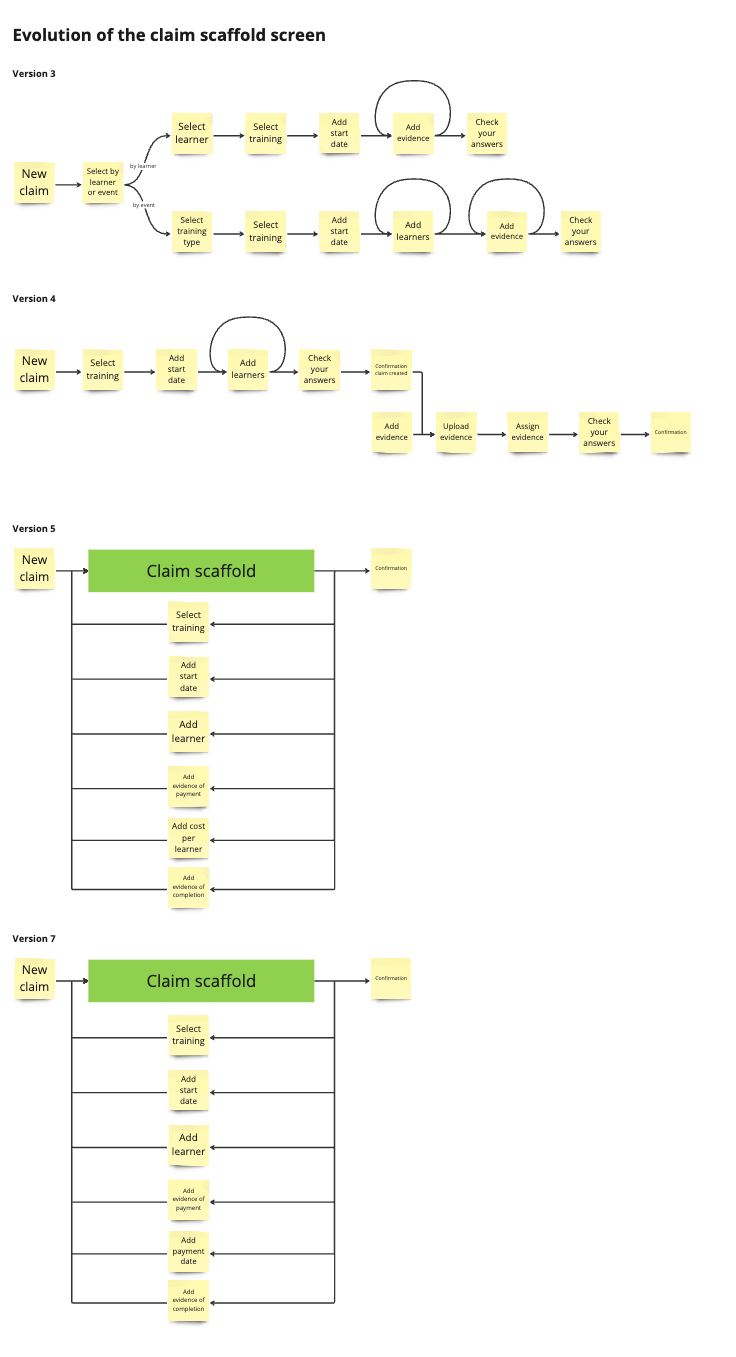 Evolution of the claim scaffold screen
Version 3
New
claim
Select by
learner
or event
by learner
Select
learner
Select
training
Add
start
date
Add
evidence
Check
your
answers
by event
Select
training
type
Select
training
Add
start
date
Add
learners
Add
evidence
Check
your
answers
Version 4
New
claim
Select
training
Add
start
date
Add
learners
Check
your
answers
Confirmation
claim created
Add
evidence
Upload
evidence
Assign
evidence
Check
your
answers
Confirmation
Version 5
New
claim
Claim scaffold
Confirmation
Select
training
Add
start
date
Add
learner
Add
evidence of
payment
Add cost
per
learner
Add
evidence of
completion
Version 7
New
claim
Claim scaffold
Confirmation
Select
training
Add
start
date
Add
learner
Add
evidence of
payment
Add
payment
date
Add
evidence of
completion